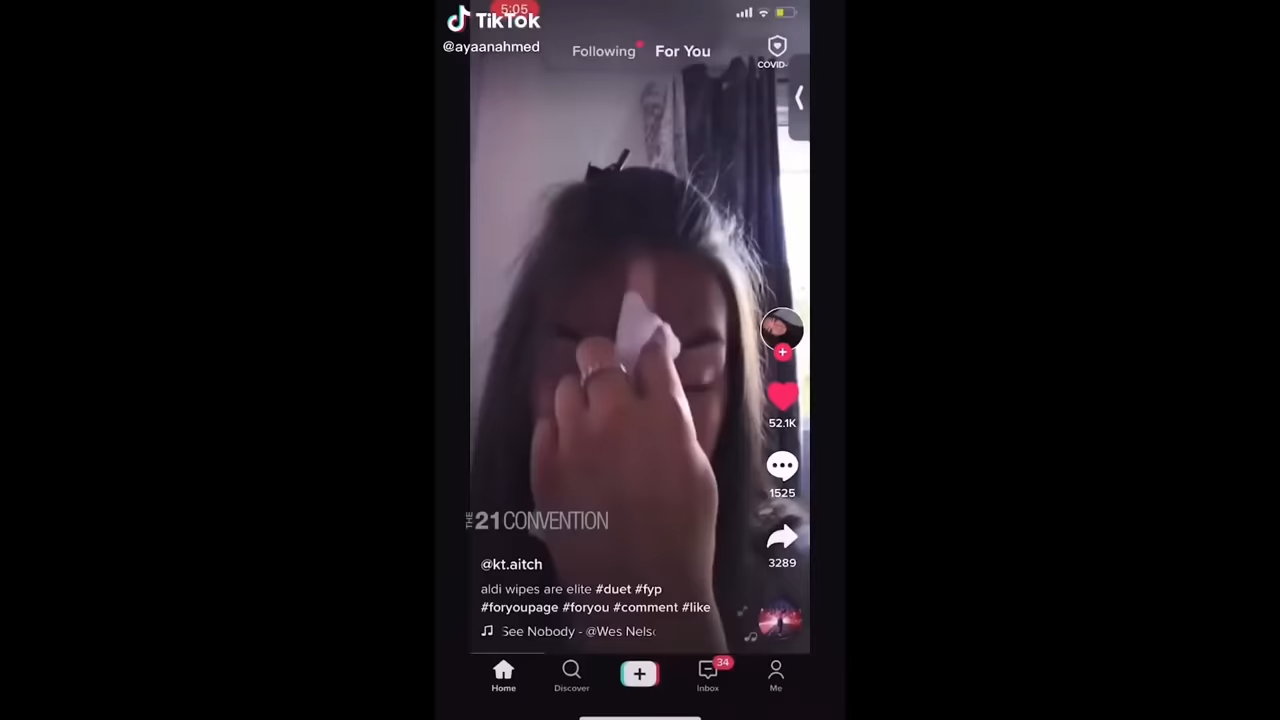 5:05
TikTok
@ayaanahmed
Following
For You
COVID-
52.1K
1525
3289
THE 21 CONVENTION
@kt.aitch
aldi wipes are elite #duet #fyp
#foryoupage #foryou #comment #like
See Nobody - @Wes Nels
34
Home
Discover
Inbox
Me